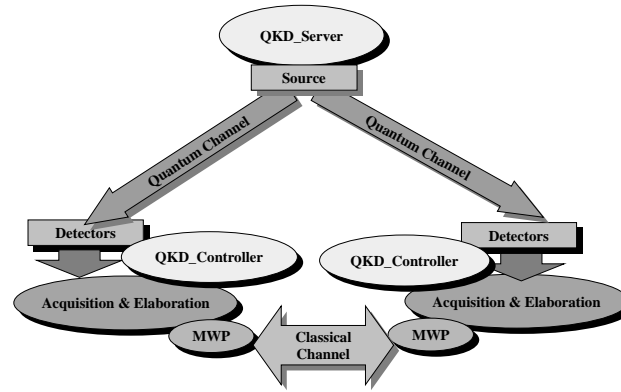 QKD_Server
Source
Quantum Channel
Quantum Channel
Detectors
Detectors
QKD_Controller
QKD_Controller
Acquisition & Elaboration
Acquisition & Elaboration
MWP
Classical
Channel
MWP